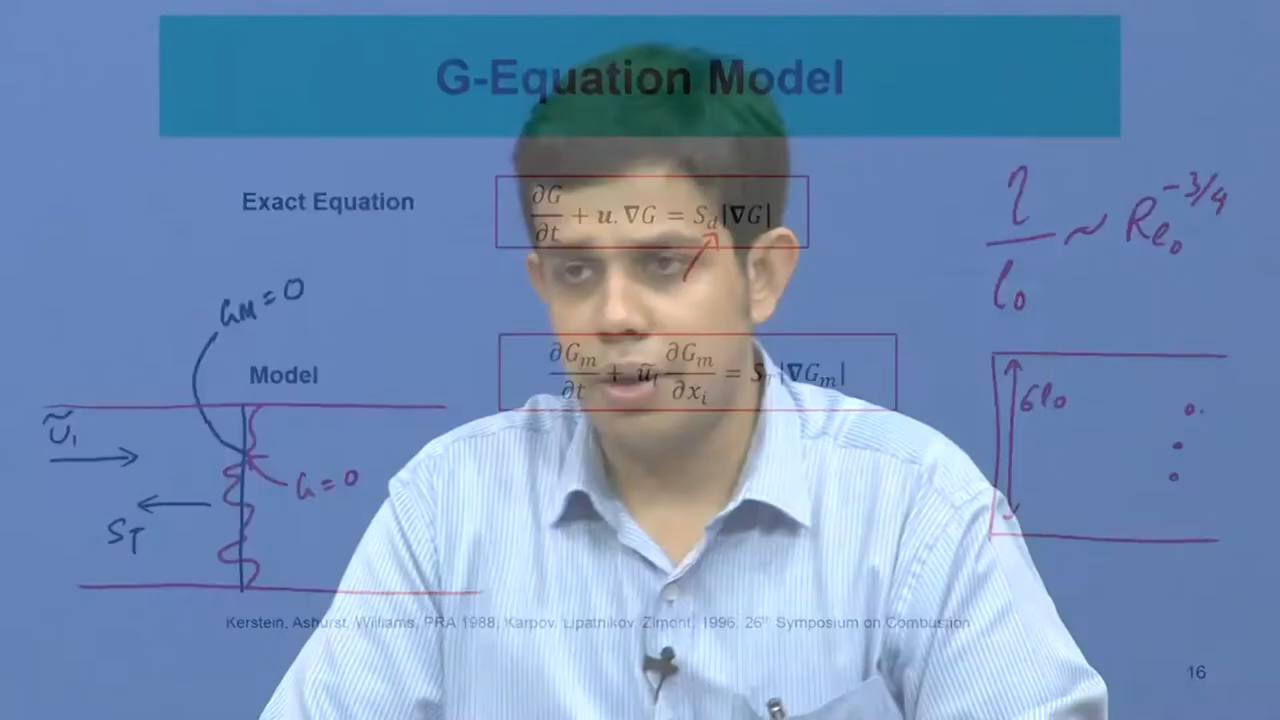 G-Equation Model
Exact Equation
∂G/∂t + u.∇G = S_d|∇G|
η/l₀ ~ Re₀^(-3/4)
G_M = 0
Model
∂G_m/∂t + ũ_i ∂G_m/∂x_i = S_T|∇G_m|
6l₀
Ũ₁
G = 0
S_T
Kerstein, Ashurst, Williams, PRA 1988, Karpov, Lipatnikov, Zimont, 1996, 26th Symposium on Combustion
16